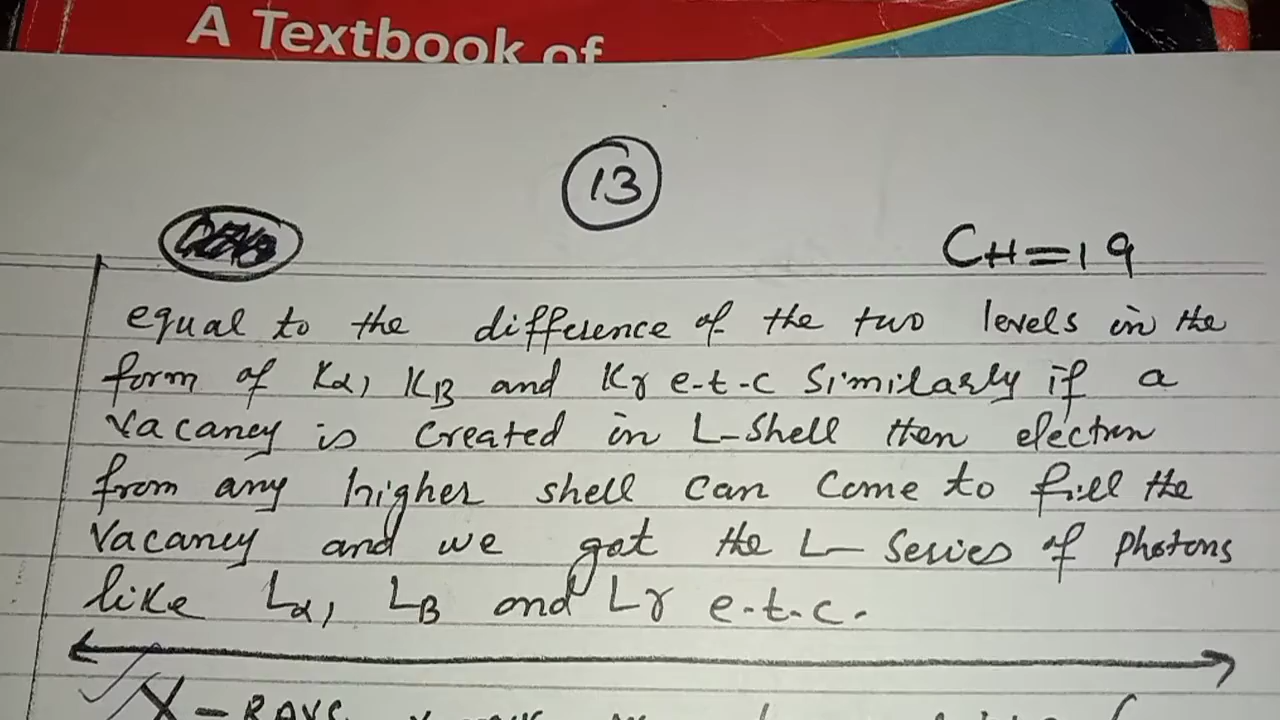 A Textbook of
13
CH=19
equal to the difference of the two levels in the
form of Kα, Kβ and Kγ e-t-c Similarly if a
vacancy is created in L-Shell then electron
from any higher shell can come to fill the
vacancy and we got the L- Series of photons
like Lα, Lβ and Lγ e-t-c.
X-RAYS